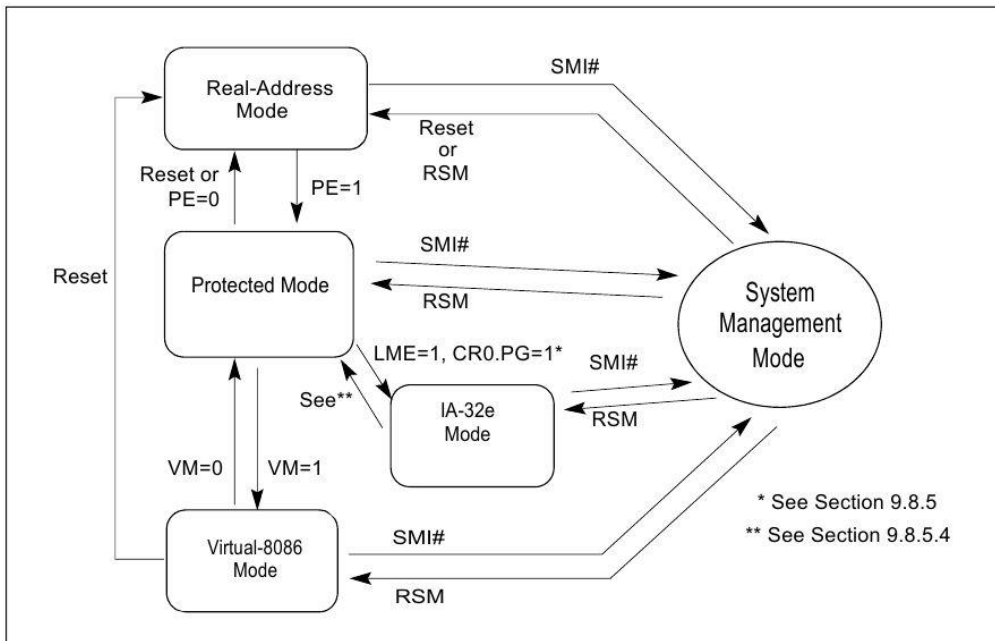 SMI#
Real-Address
Mode
Reset
or
RSM
Reset or
PE=0
PE=1
SMI#
Reset
Protected Mode
RSM
System
Management
Mode
LME=1, CR0.PG=1*
SMI#
See**
IA-32e
Mode
RSM
VM=0
VM=1
* See Section 9.8.5
SMI#
** See Section 9.8.5.4
Virtual-8086
Mode
RSM